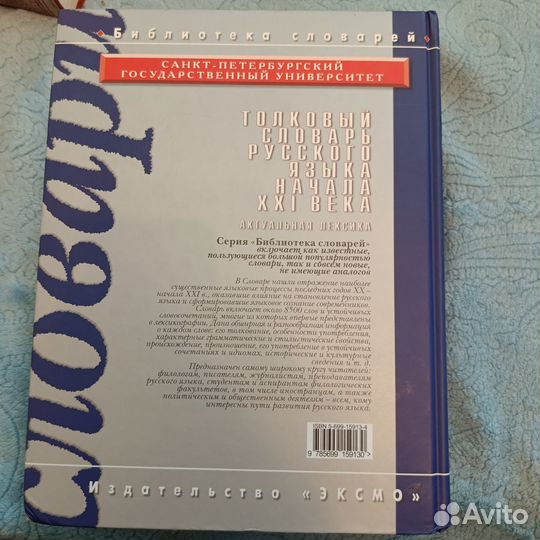 Библиотека словарей
САНКТ-ПЕТЕРБУРГСКИЙ
ГОСУДАРСТВЕННЫЙ УНИВЕРСИТЕТ
словари
ТОЛКОВЫЙ
СЛОВАРЬ
РУССКОГО
ЯЗЫКА
НАЧАЛА
XXI ВЕКА
АКТУАЛЬНАЯ ЛЕКСИКА
Серия «Библиотека словарей»
включает как известные,
пользующиеся большой популярностью
словари, так и совсем новые,
не имеющие аналогов
В Словаре нашли отражение наиболее
существенные языковые процессы последних годов XX –
начала XXI в., оказавшие влияние на становление русского
языка и сформировавшие языковое сознание современников.
Словарь включает около 8500 слов и устойчивых
словосочетаний, многие из которых впервые представлены
в лексикографии. Дана обширная и разнообразная информация
о каждом слове: его толкование, особенности употребления,
характерные грамматические и стилистические свойства,
происхождение, произношение, его употребление в устойчивых
сочетаниях и идиомах, исторические и культурные
сведения и т. д.
Предназначен самому широкому кругу читателей:
филологам, писателям, журналистам, преподавателям
русского языка, студентам и аспирантам филологических
факультетов, в том числе иностранцам, а также
политическим и общественным деятелям – всем, кому
интересны пути развития русского языка.
ISBN 5-699-15913-4
9 785699 159130 >
Издательство «ЭКСМО»
Avito